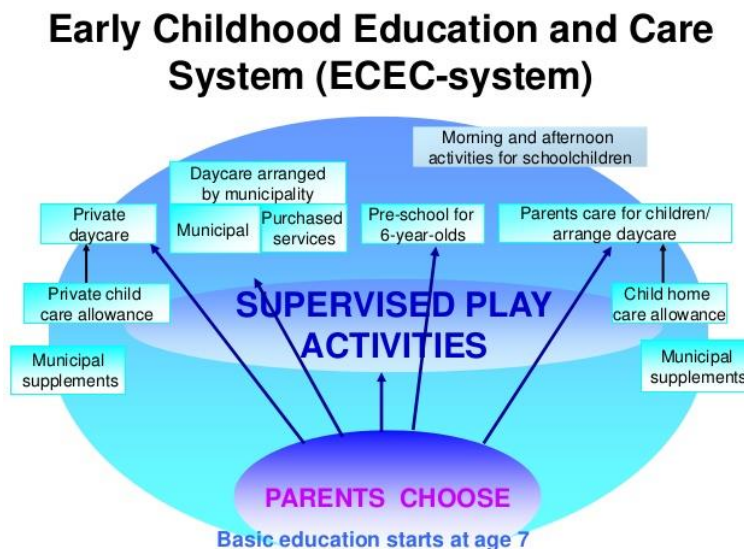 Early Childhood Education and Care
System (ECEC-system)
Morning and afternoon
activities for schoolchildren
Daycare arranged
by municipality
Private
daycare
Municipal
Purchased
services
Pre-school for
6-year-olds
Parents care for children/
arrange daycare
Private child
care allowance
SUPERVISED PLAY
ACTIVITIES
Child home
care allowance
Municipal
supplements
Municipal
supplements
PARENTS CHOOSE
Basic education starts at age 7